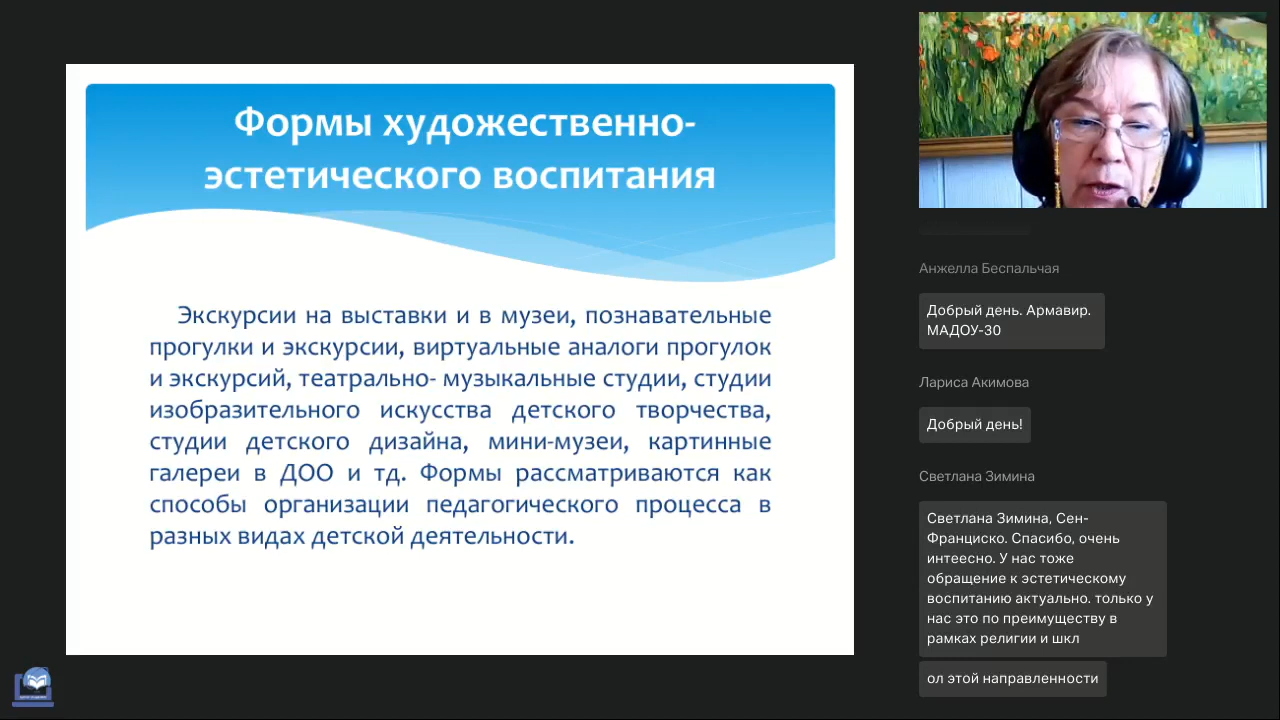 Формы художественно-
эстетического воспитания
Экскурсии на выставки и в музеи, познавательные
прогулки и экскурсии, виртуальные аналоги прогулок
и экскурсий, театрально- музыкальные студии, студии
изобразительного искусства детского творчества,
студии детского дизайна, мини-музеи, картинные
галереи в ДОО и тд. Формы рассматриваются как
способы организации педагогического процесса в
разных видах детской деятельности.
Анжелла Беспальчая
Добрый день. Армавир.
МАДОУ-30
Лариса Акимова
Добрый день!
Светлана Зимина
Светлана Зимина, Сен-
Франциско. Спасибо, очень
интеесно. У нас тоже
обращение к эстетическому
воспитанию актуально. только у
нас это по преимуществу в
рамках религии и шкл
ол этой направленности